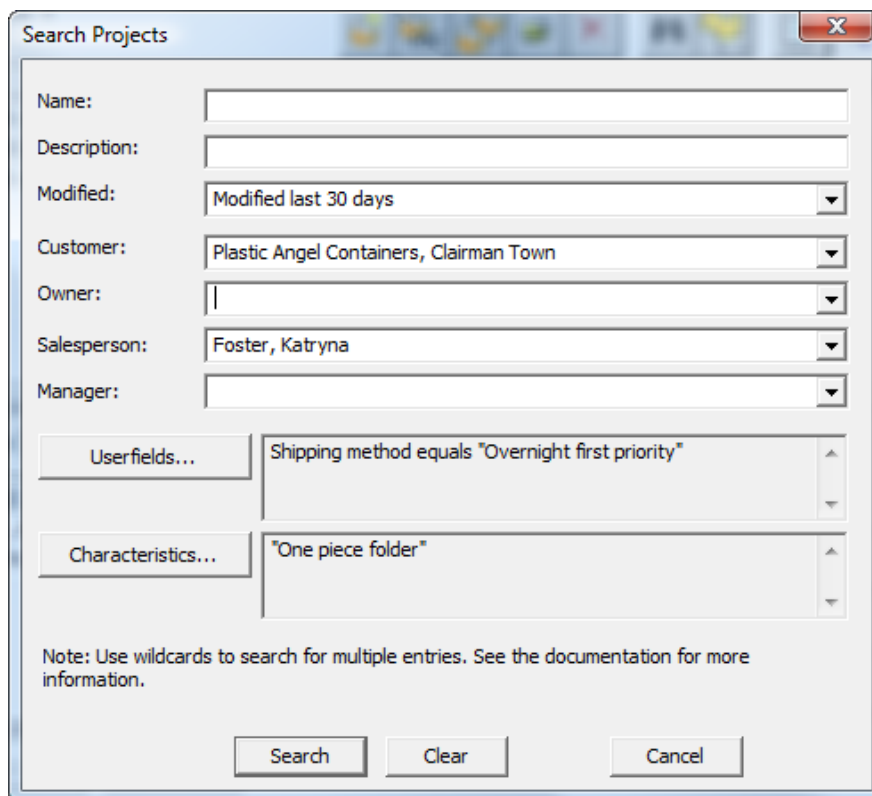 Search Projects
Name:
Description:
Modified: Modified last 30 days
Customer: Plastic Angel Containers, Clairman Town
Owner:
Salesperson: Foster, Katryna
Manager:
Userfields... Shipping method equals "Overnight first priority"
Characteristics... "One piece folder"
Note: Use wildcards to search for multiple entries. See the documentation for more
information.
Search Clear Cancel